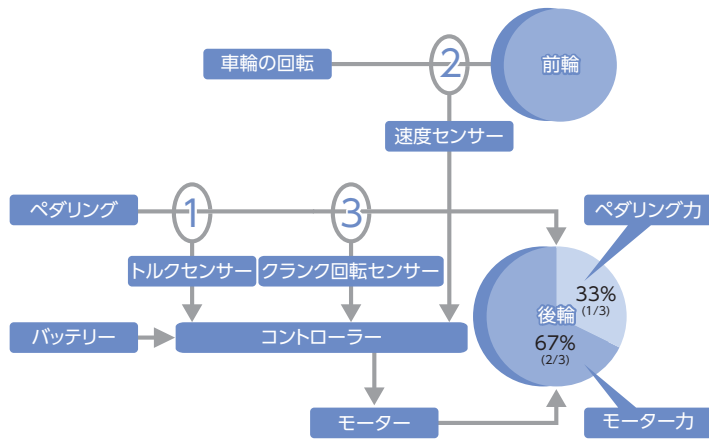 車輪の回転
2
前輪
速度センサー
ペダリング
1
3
ペダリング力
トルクセンサー
クランク回転センサー
33%
(1/3)
後輪
67%
(2/3)
バッテリー
コントローラー
モーター
モーター力